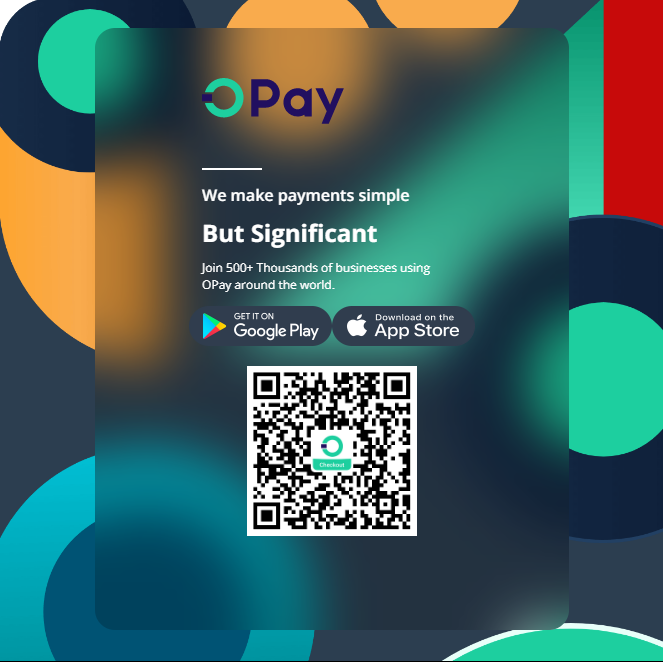 OPay
We make payments simple
But Significant
Join 500+ Thousands of businesses using
OPay around the world.
GET IT ON
Google Play
Download on the
App Store
Checkout